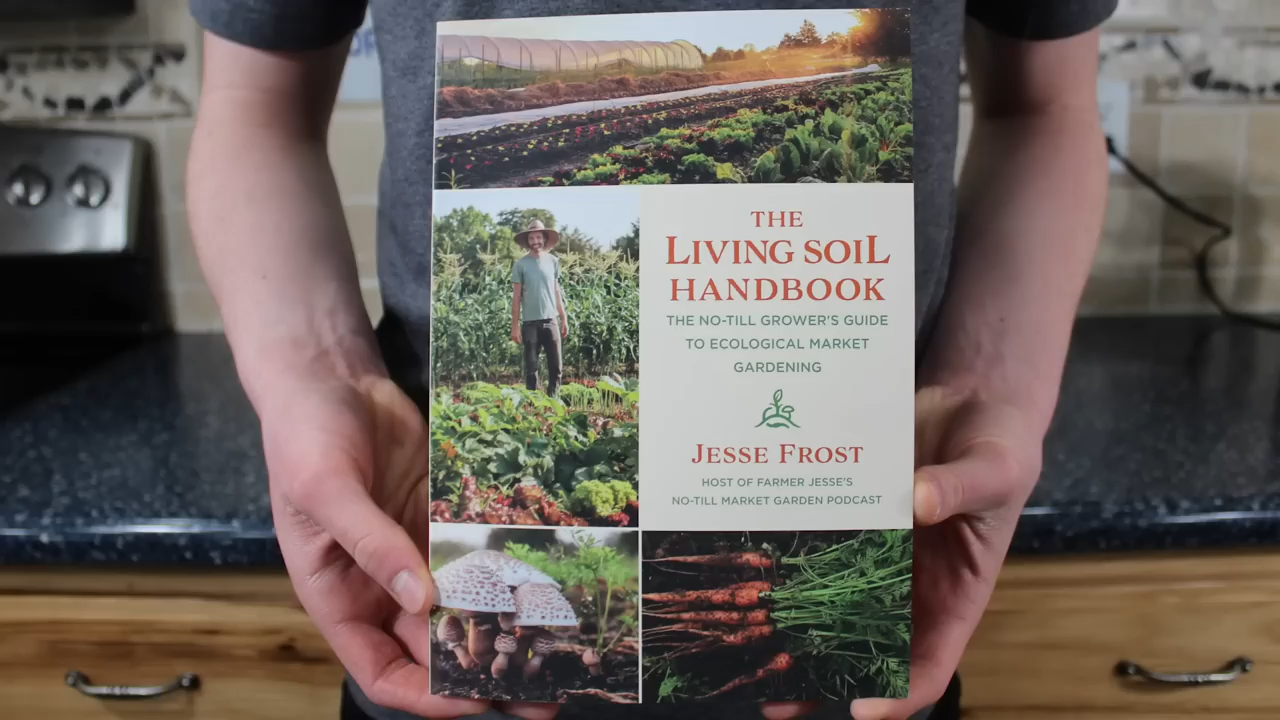 THE
LIVING SOIL
HANDBOOK
THE NO-TILL GROWER'S GUIDE
TO ECOLOGICAL MARKET
GARDENING
JESSE FROST
HOST OF FARMER JESSE'S
NO-TILL MARKET GARDEN PODCAST